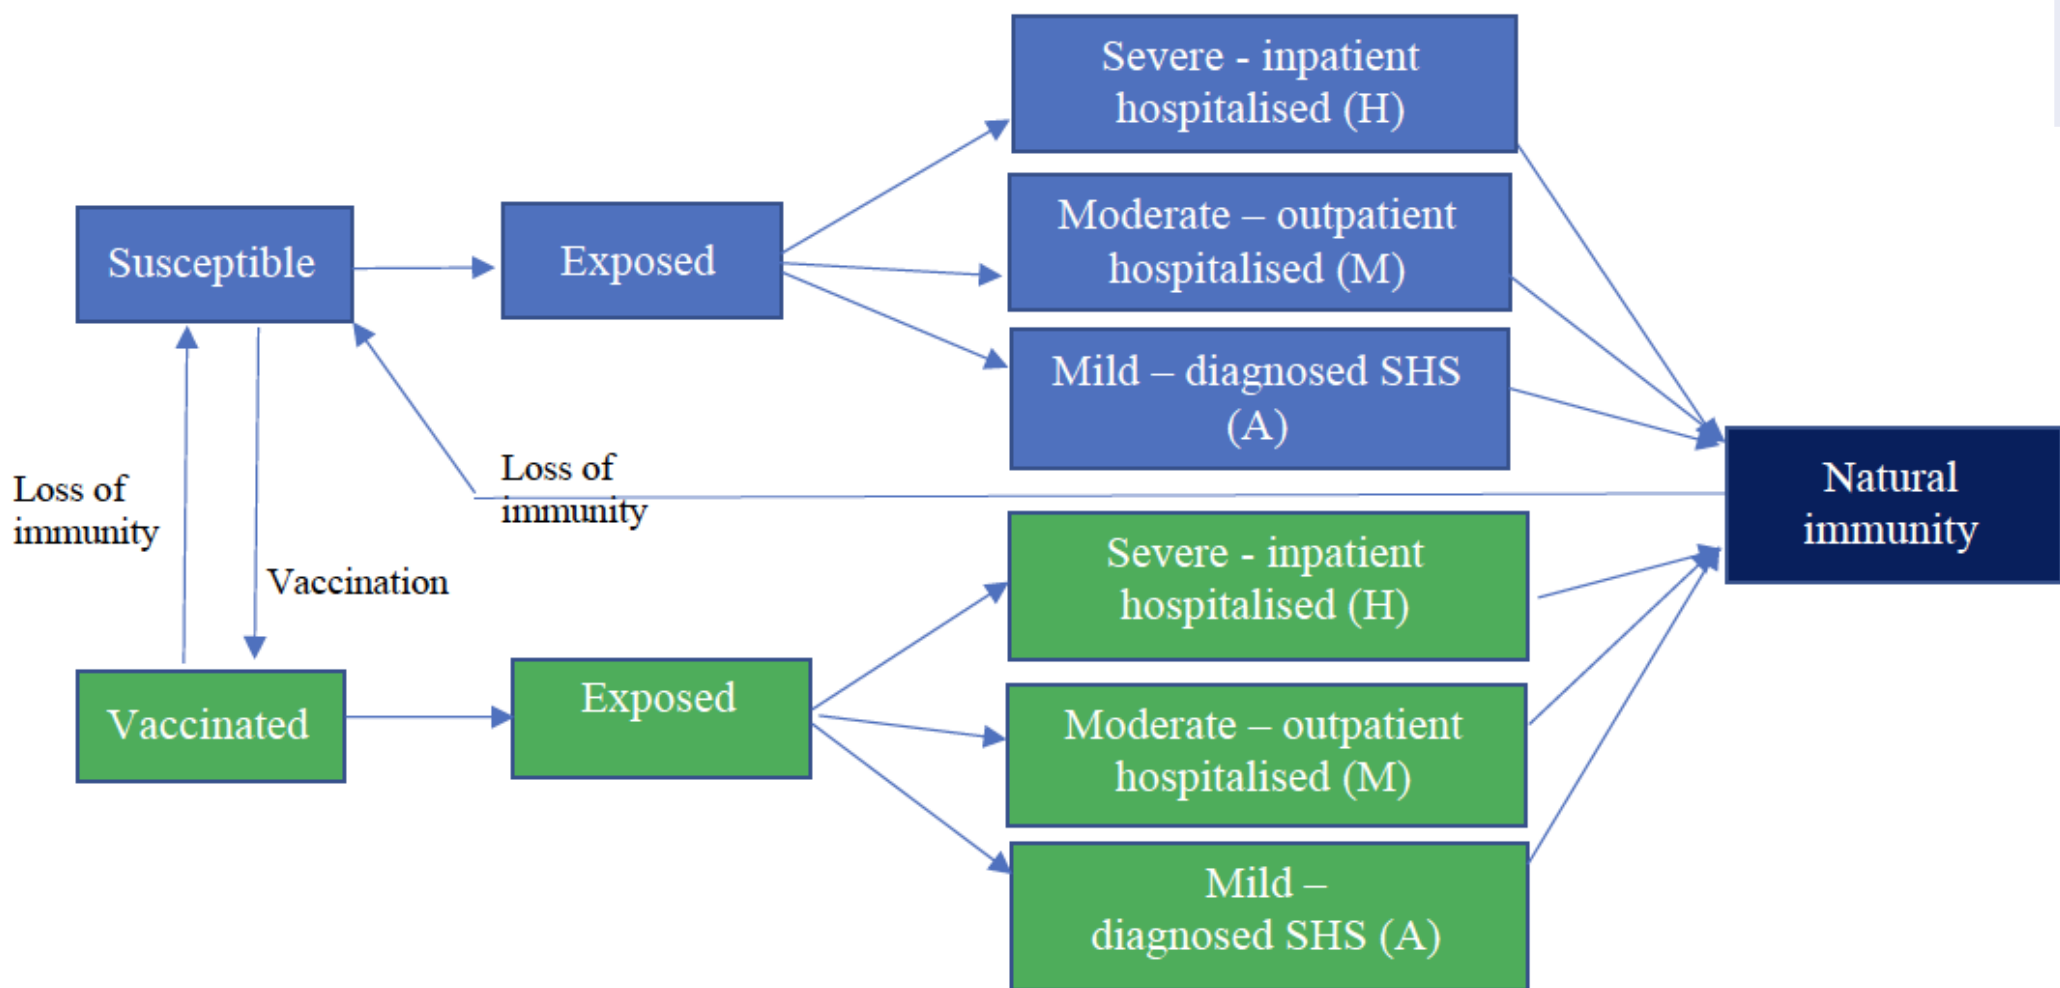 Severe - inpatient
hospitalised (H)
Moderate – outpatient
hospitalised (M)
Mild – diagnosed SHS
(A)
Susceptible
Exposed
Loss of
immunity
Loss of
immunity
Vaccination
Natural
immunity
Severe - inpatient
hospitalised (H)
Moderate – outpatient
hospitalised (M)
Mild –
diagnosed SHS (A)
Vaccinated
Exposed